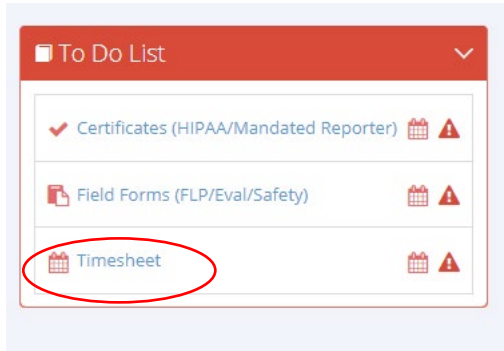 To Do List
Certificates (HIPAA/Mandated Reporter)
Field Forms (FLP/Eval/Safety)
Timesheet